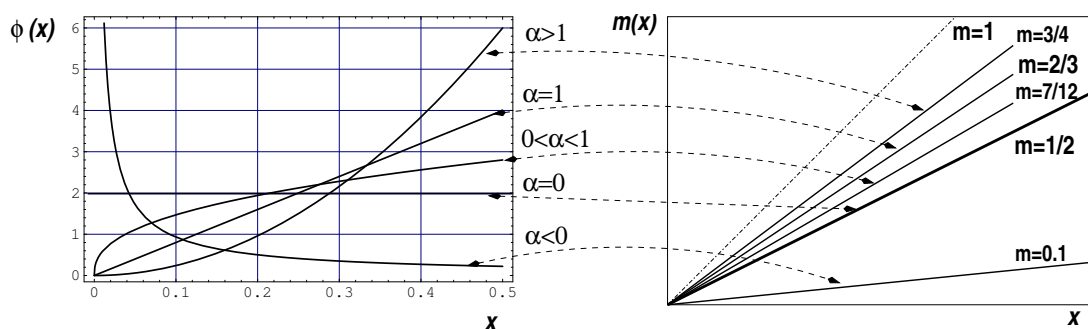 ϕ (x)
6
5
4
3
2
1
0
0
0.1
0.2
0.3
0.4
0.5
x
α>1
α=1
0<α<1
α=0
α<0
m(x)
m=1
m=3/4
m=2/3
m=7/12
m=1/2
m=0.1
x